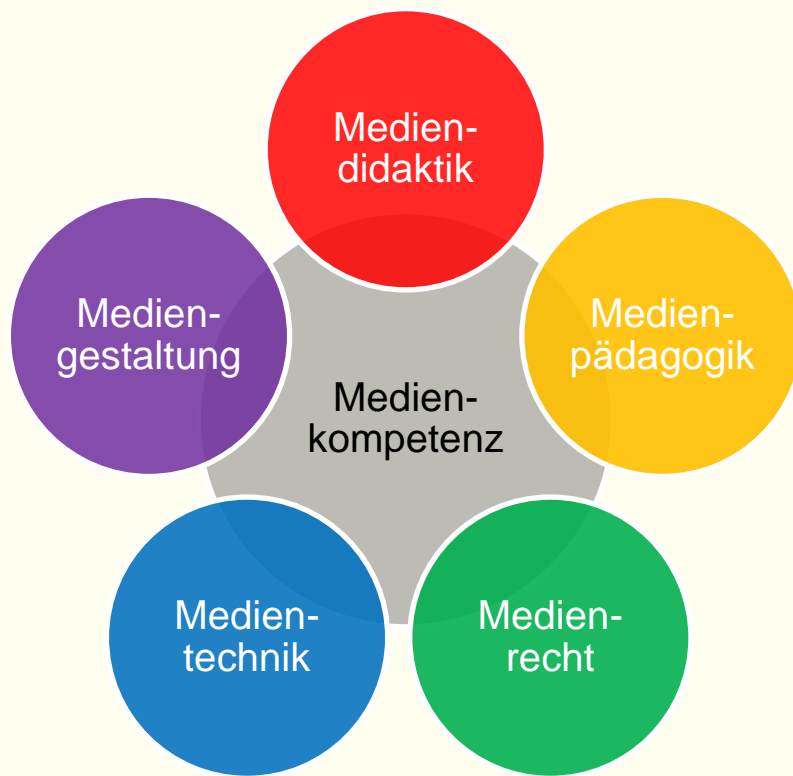 Medien-
didaktik
Medien-
gestaltung
Medien-
pädagogik
Medien-
kompetenz
Medien-
technik
Medien-
recht